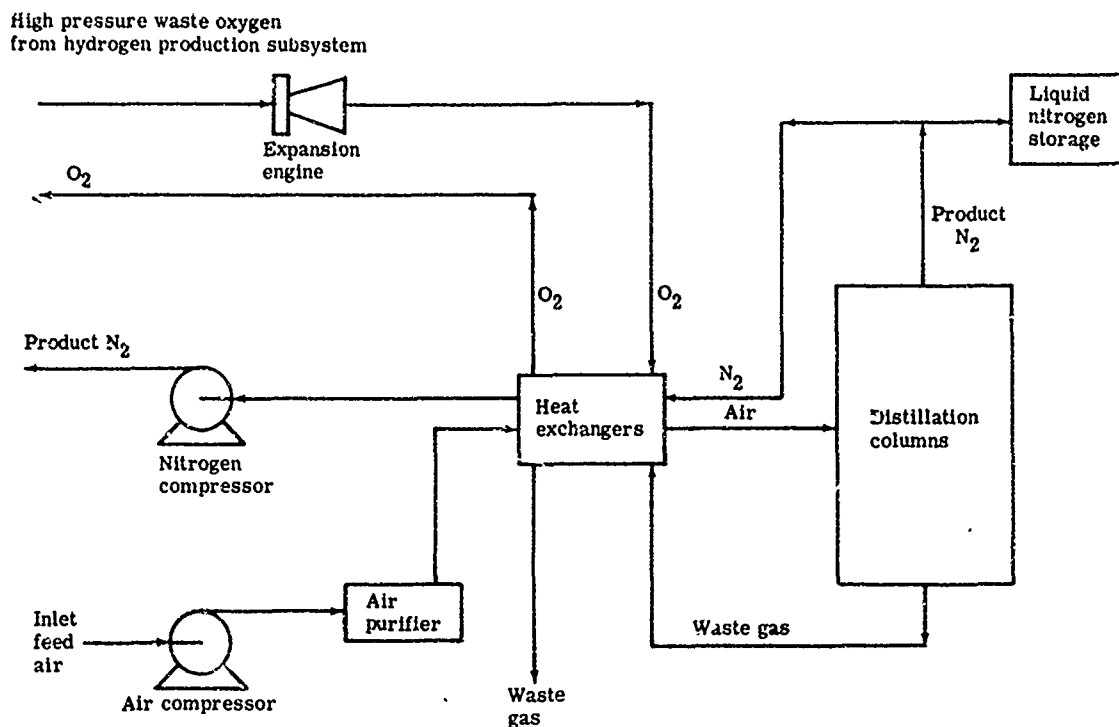 High pressure waste oxygen
from hydrogen production subsystem
Expansion
engine
Liquid
nitrogen
storage
O2
Product
N2
O2
O2
Product N2
N2
Heat
exchangers
Air
Distillation
columns
Nitrogen
compressor
Air
purifier
Inlet
feed
air
Waste gas
Air compressor
Waste
gas